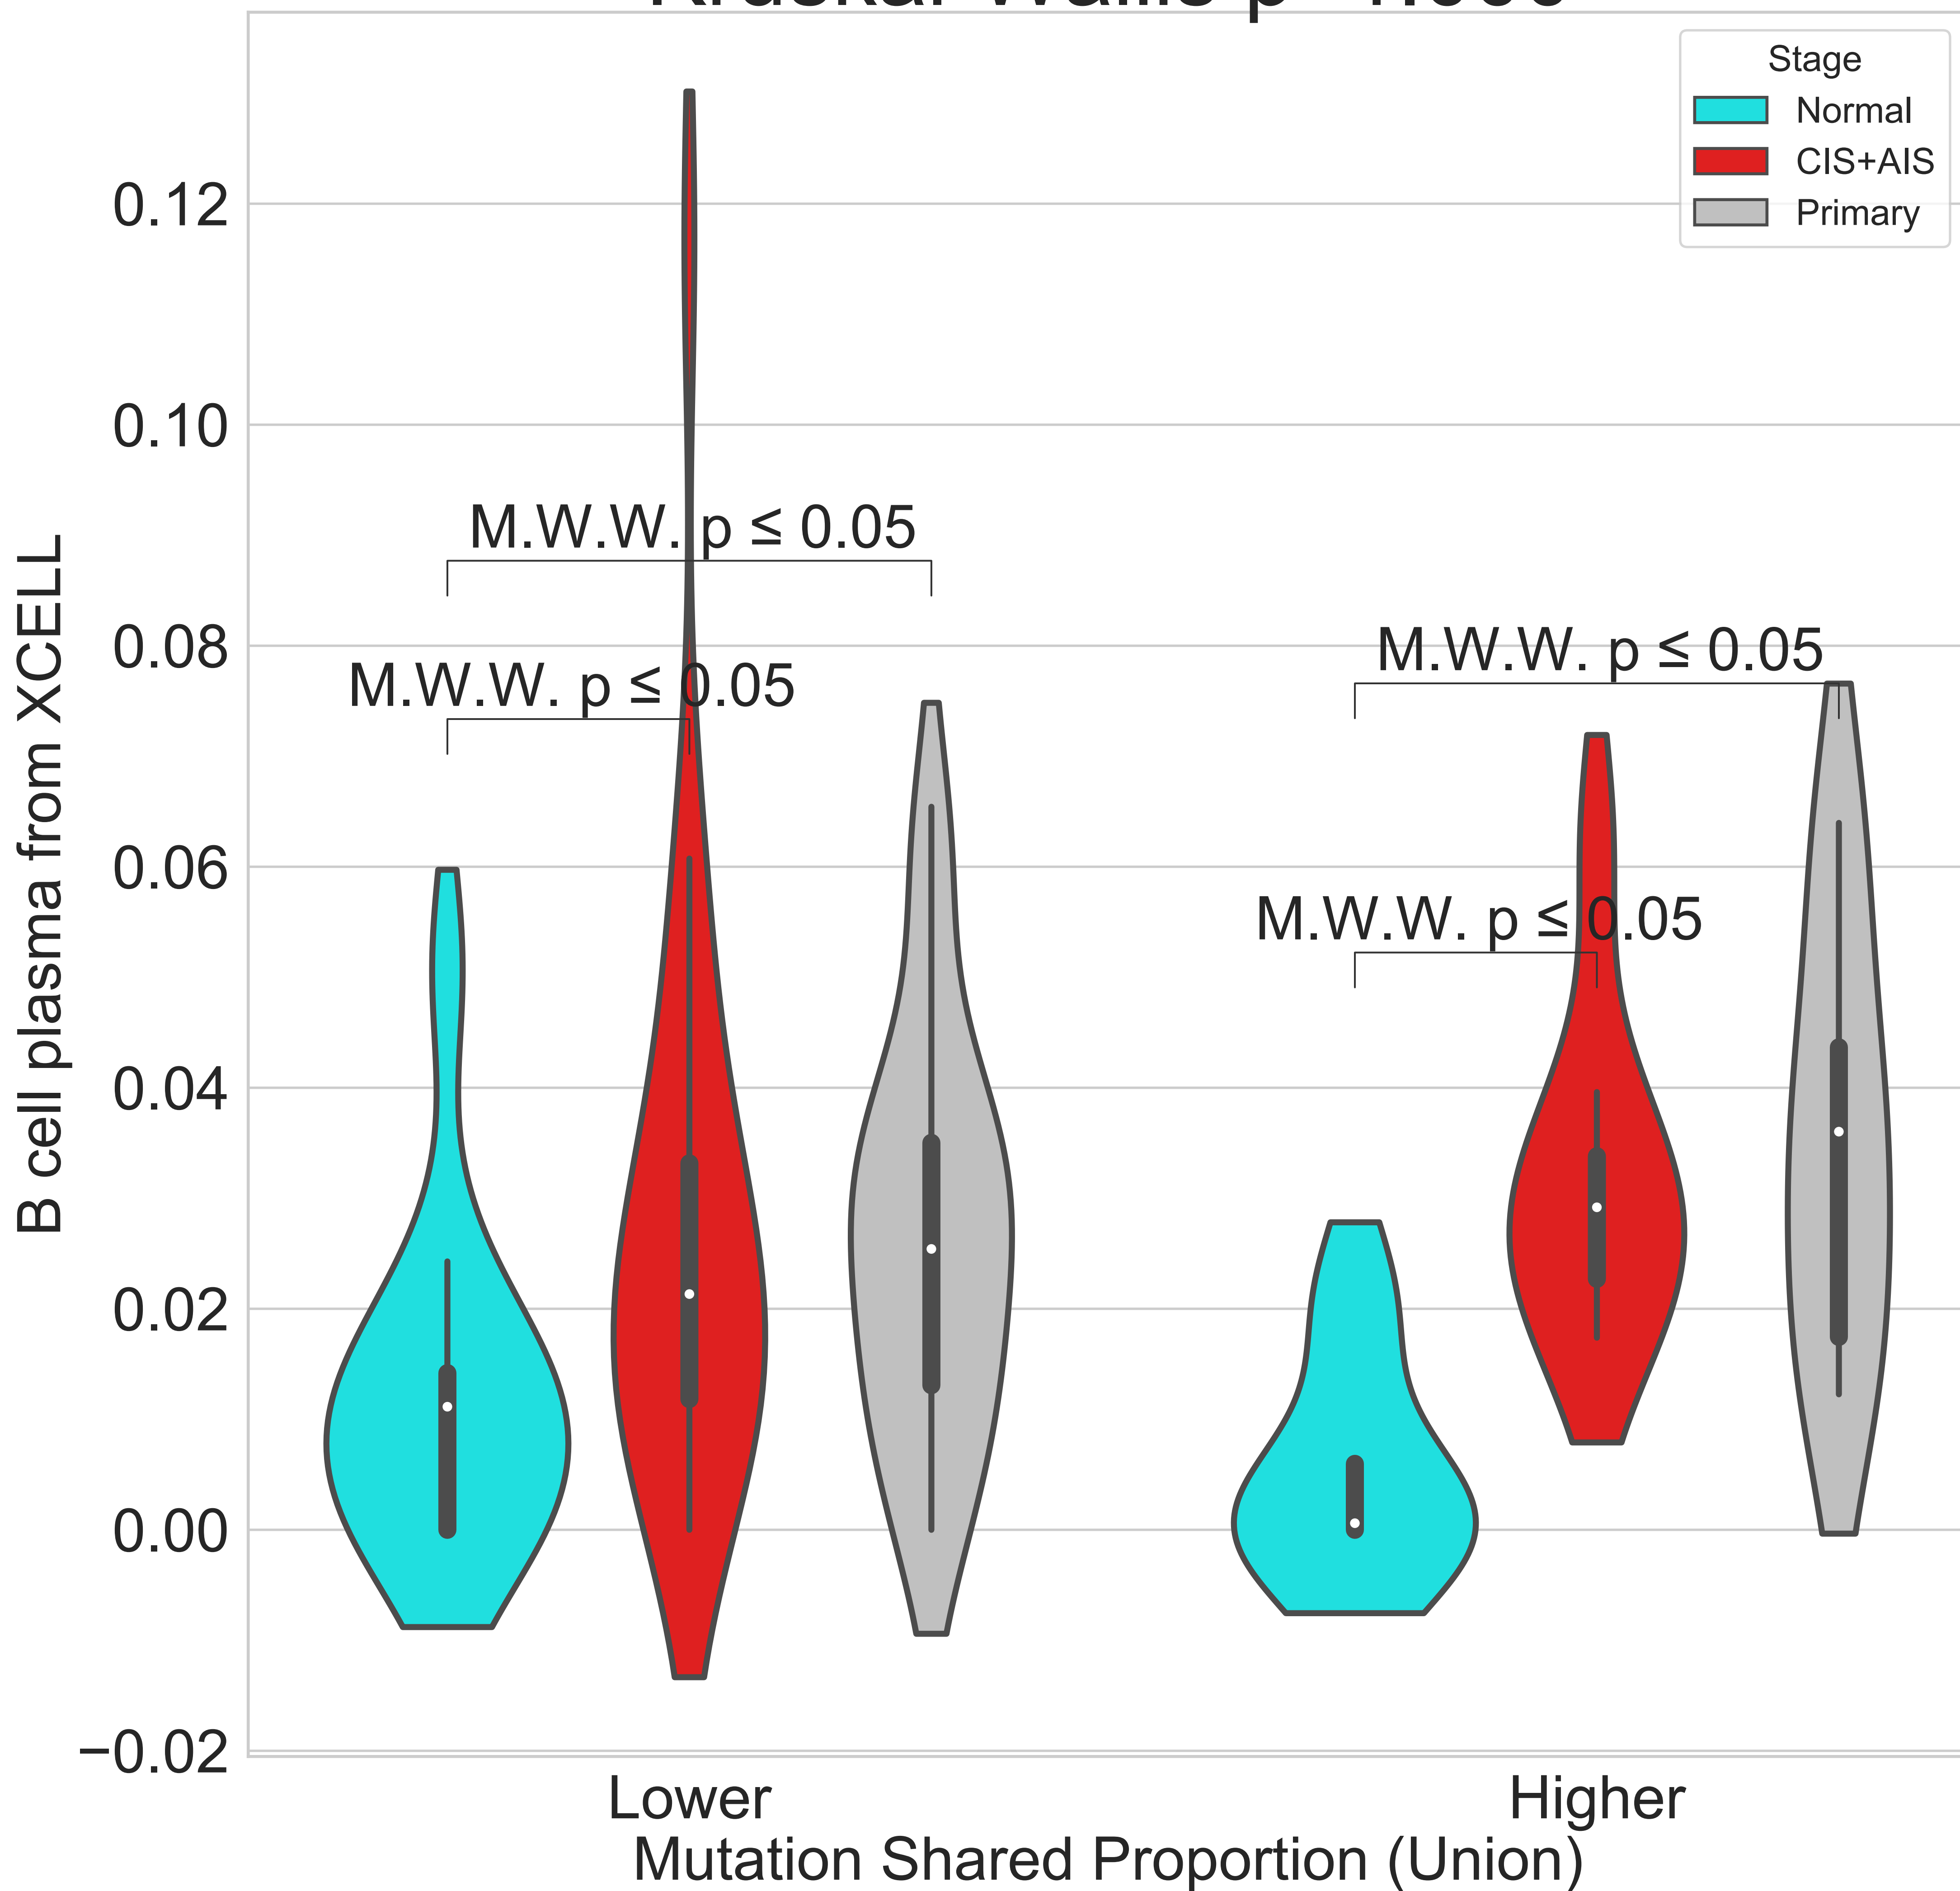 Stage
Normal
CIS+AIS
Primary
0.12
0.10
0.08
0.06
0.04
0.02
0.00
−0.02
B cell plasma from XCELL
M.W.W. p ≤ 0.05
M.W.W. p ≤ 0.05
M.W.W. p ≤ 0.05
M.W.W. p ≤ 0.05
Lower
Higher
Mutation Shared Proportion (Union)